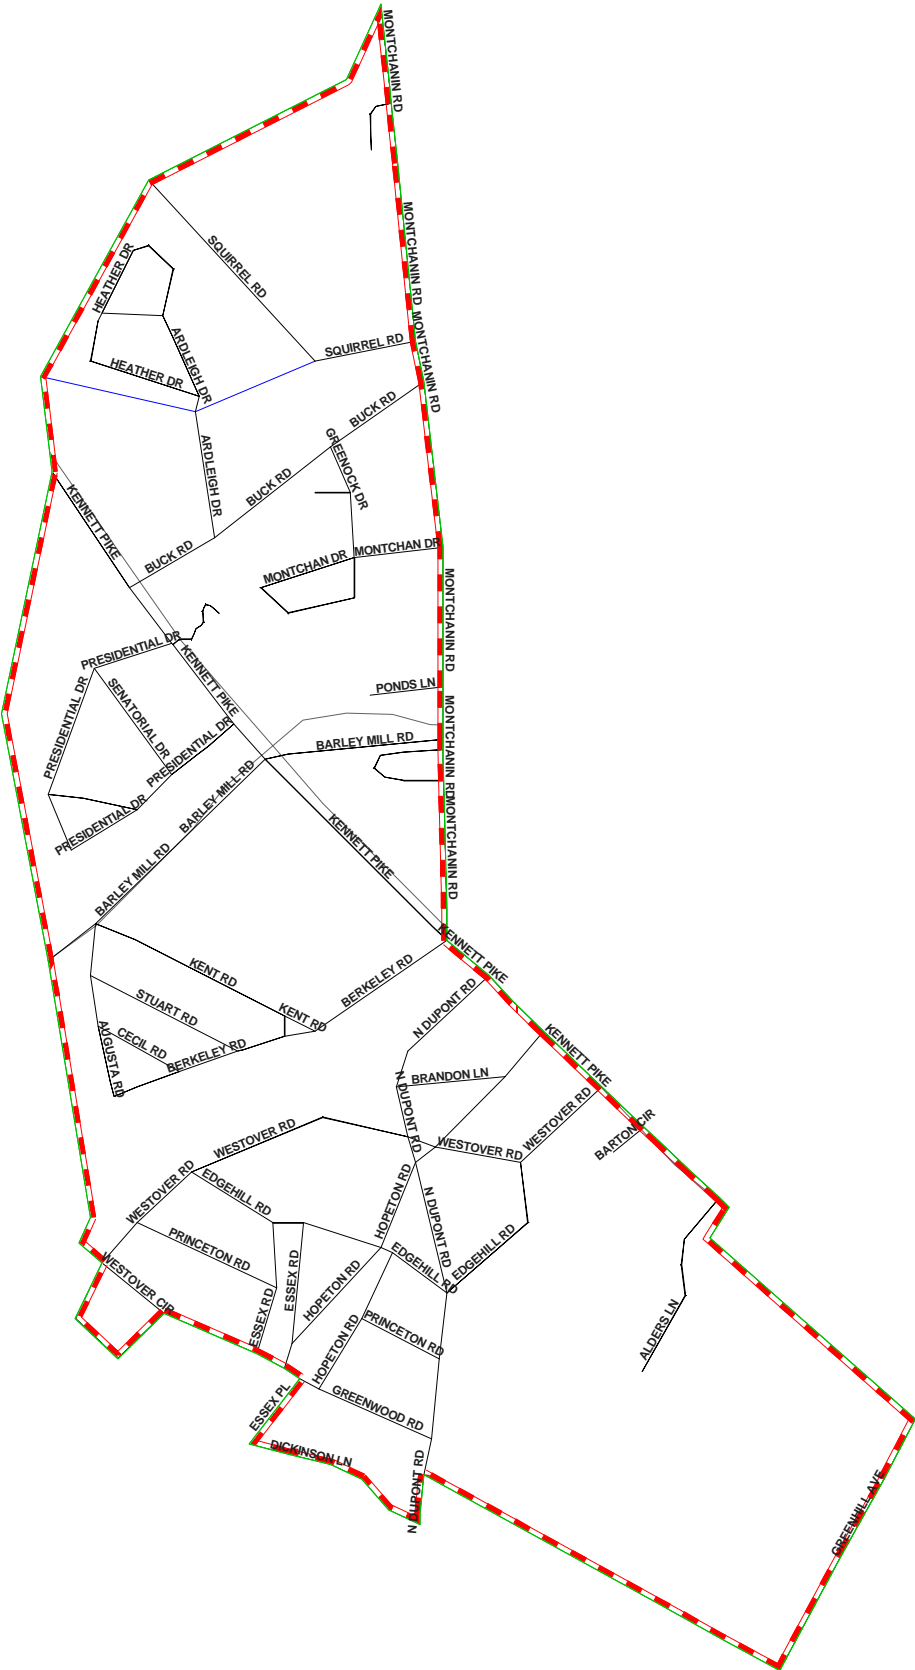 MONTCHANIN RD
MONTCHANIN RD
SQUIRREL RD
HEATHER DR
MONTCHANIN RD
SQUIRREL RD
ARDLEIGH DR
HEATHER DR
BUCK RD
GREENOCK DR
ARDLEIGH DR
BUCK RD
KENNETT PIKE
BUCK RD
MONTCHAN DR
MONTCHAN DR
MONTCHANIN RD
PRESIDENTIAL DR
KENNETT PIKE
PRESIDENTIAL DR
SENATORIAL DR
PONDS LN
MONTCHANIN RD
PRESIDENTIAL DR
BARLEY MILL RD
BARLEY MILL RD
PRESIDENTIAL DR
MONTCHANIN RD
KENNETT PIKE
BARLEY MILL RD
KENNETT PIKE
KENT RD
BERKELEY RD
STUART RD
KENT RD
N DUPONT RD
CECIL RD
BERKELEY RD
AUGUSTA RD
KENNETT PIKE
BRANDON LN
N DUPONT RD
WESTOVER RD
WESTOVER RD
WESTOVER RD
BARTON CIR
WESTOVER RD
EDGEHILL RD
HOPETON RD
N DUPONT RD
PRINCETON RD
EDGEHILL RD
EDGEHILL RD
WESTOVER CIR
ESSEX RD
HOPETON RD
ESSEX RD
HOPETON RD
PRINCETON RD
ALDERS LN
ESSEX PL
GREENWOOD RD
DICKINSON LN
N DUPONT RD
GREENHILL AVE